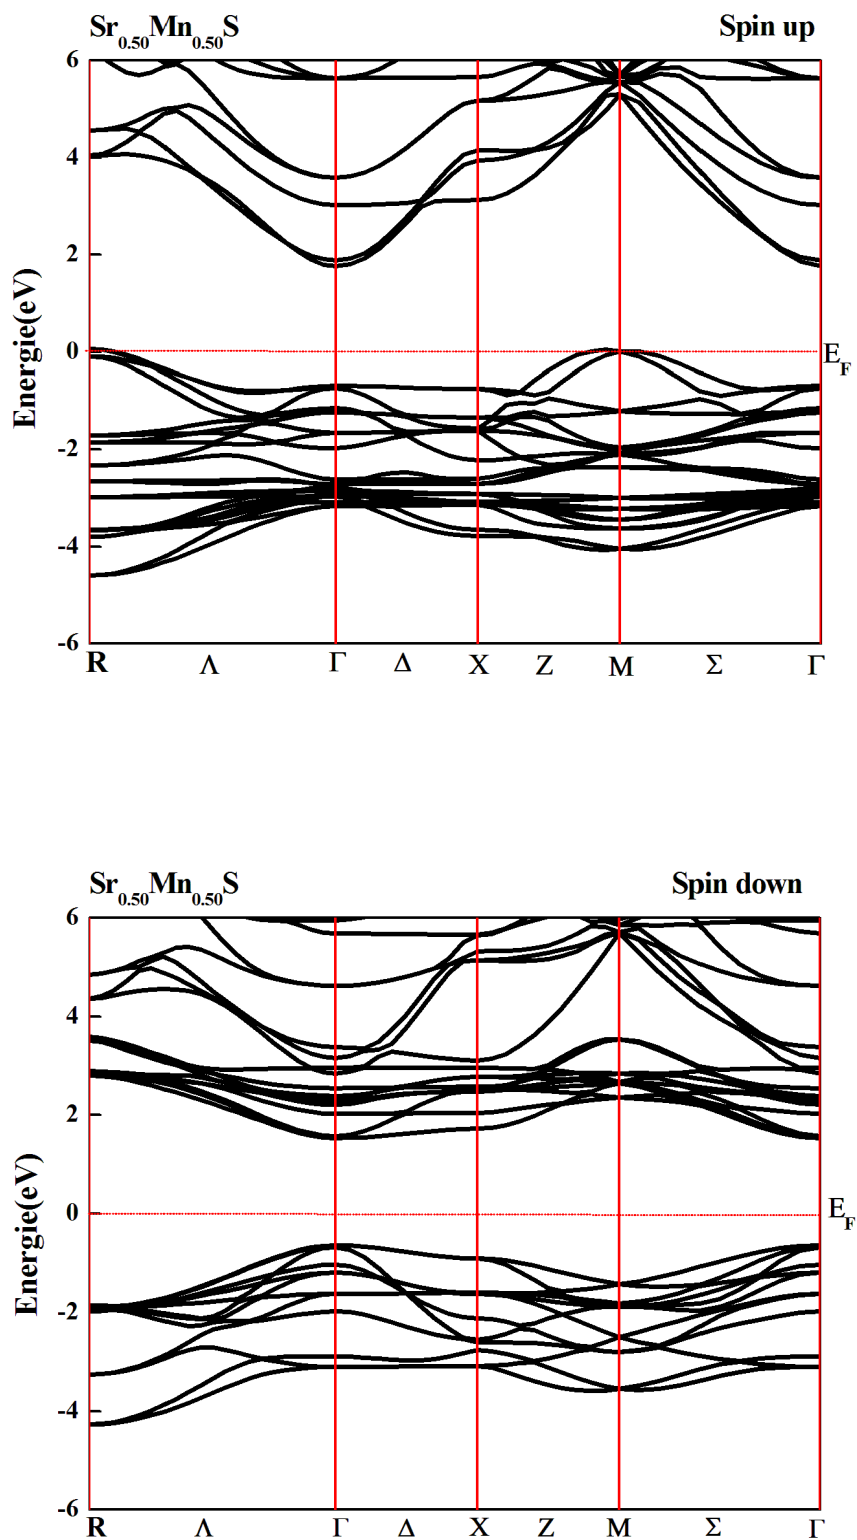 Sr0.50Mn0.50S Spin up
6
4
2
0
-2
-4
-6
Energie(eV)
EF
R Λ Γ Δ X Z M Σ Γ
Sr0.50Mn0.50S Spin down
6
4
2
0
-2
-4
-6
Energie(eV)
EF
R Λ Γ Δ X Z M Σ Γ